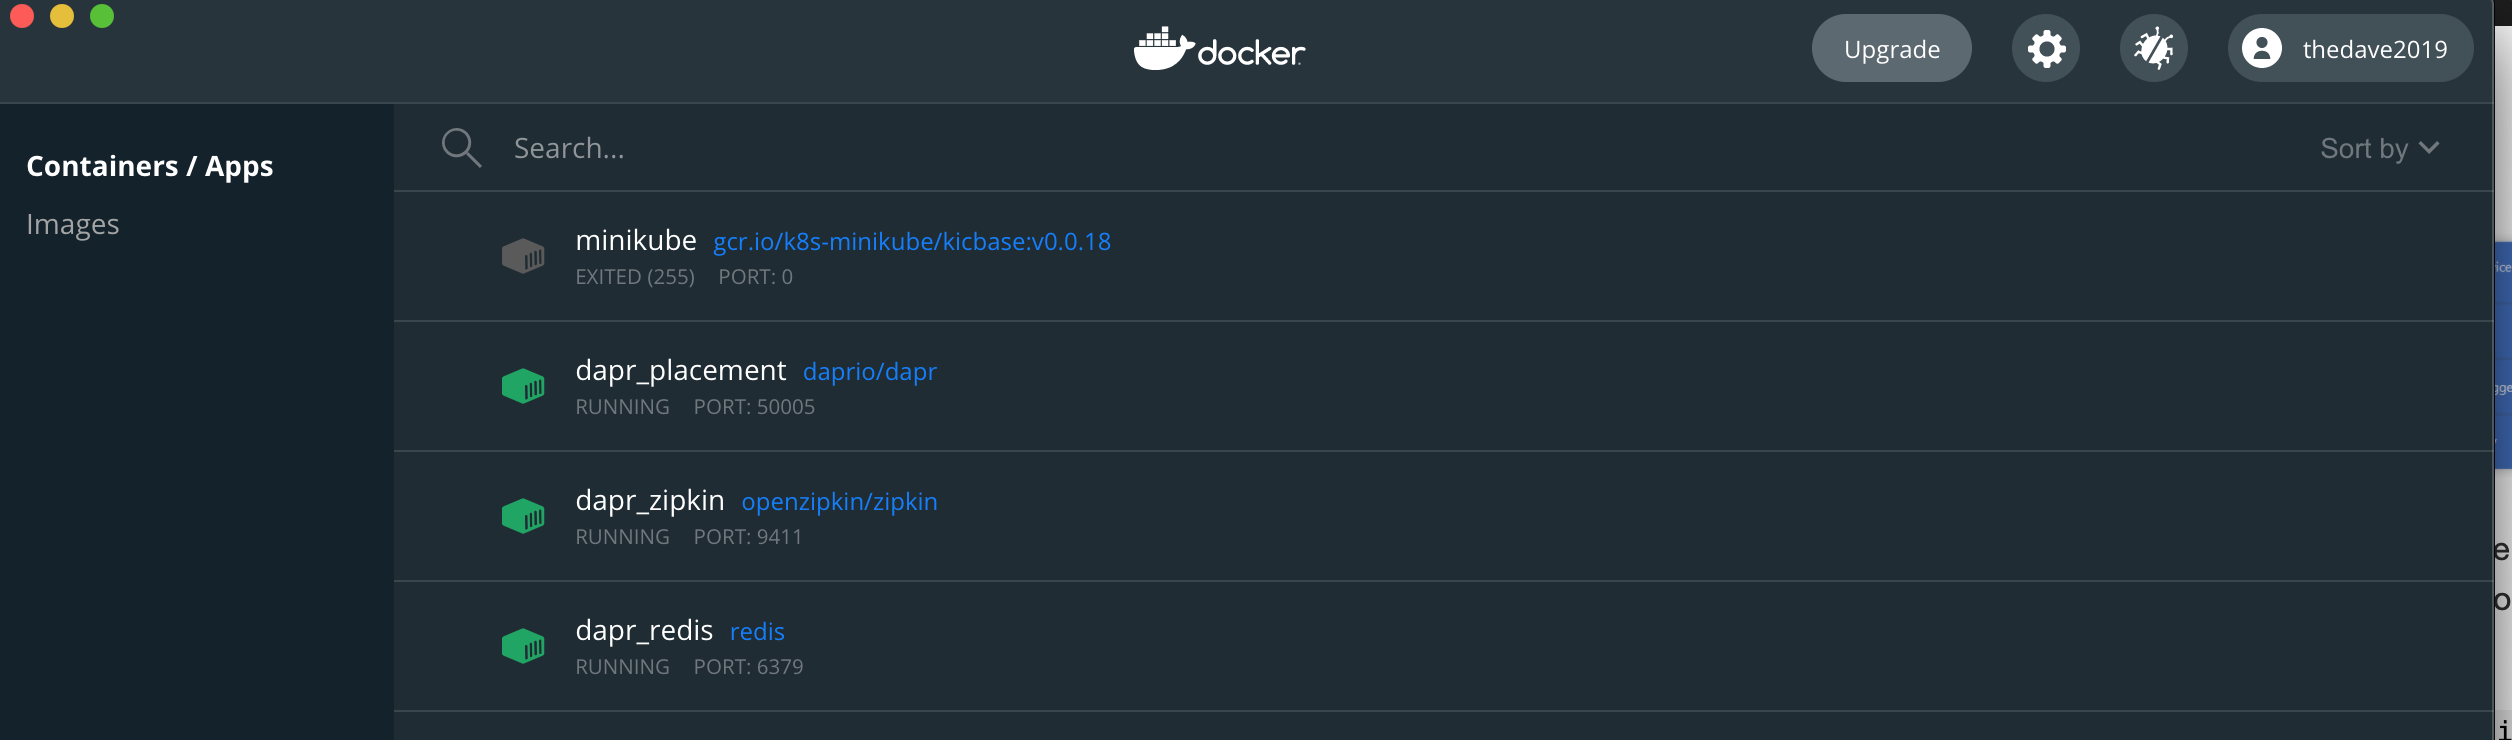 docker
Upgrade
thedave2019
Containers / Apps
Images
Search...
Sort by
minikube gcr.io/k8s-minikube/kicbase:v0.0.18
EXITED (255) PORT: 0
dapr_placement daprio/dapr
RUNNING PORT: 50005
dapr_zipkin openzipkin/zipkin
RUNNING PORT: 9411
dapr_redis redis
RUNNING PORT: 6379